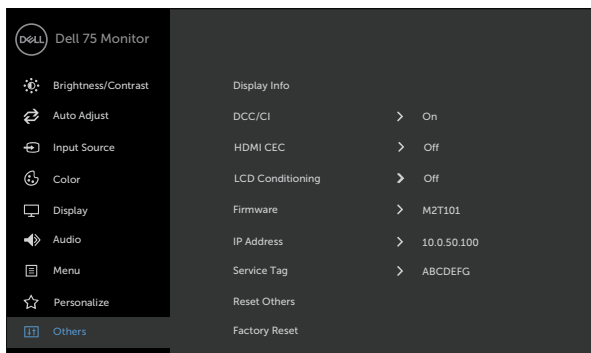 DELL Dell 75 Monitor
Brightness/Contrast
Auto Adjust
Input Source
Color
Display
Audio
Menu
Personalize
Others
Display Info
DCC/CI > On
HDMI CEC > Off
LCD Conditioning > Off
Firmware > M2T101
IP Address > 10.0.50.100
Service Tag > ABCDEFG
Reset Others
Factory Reset